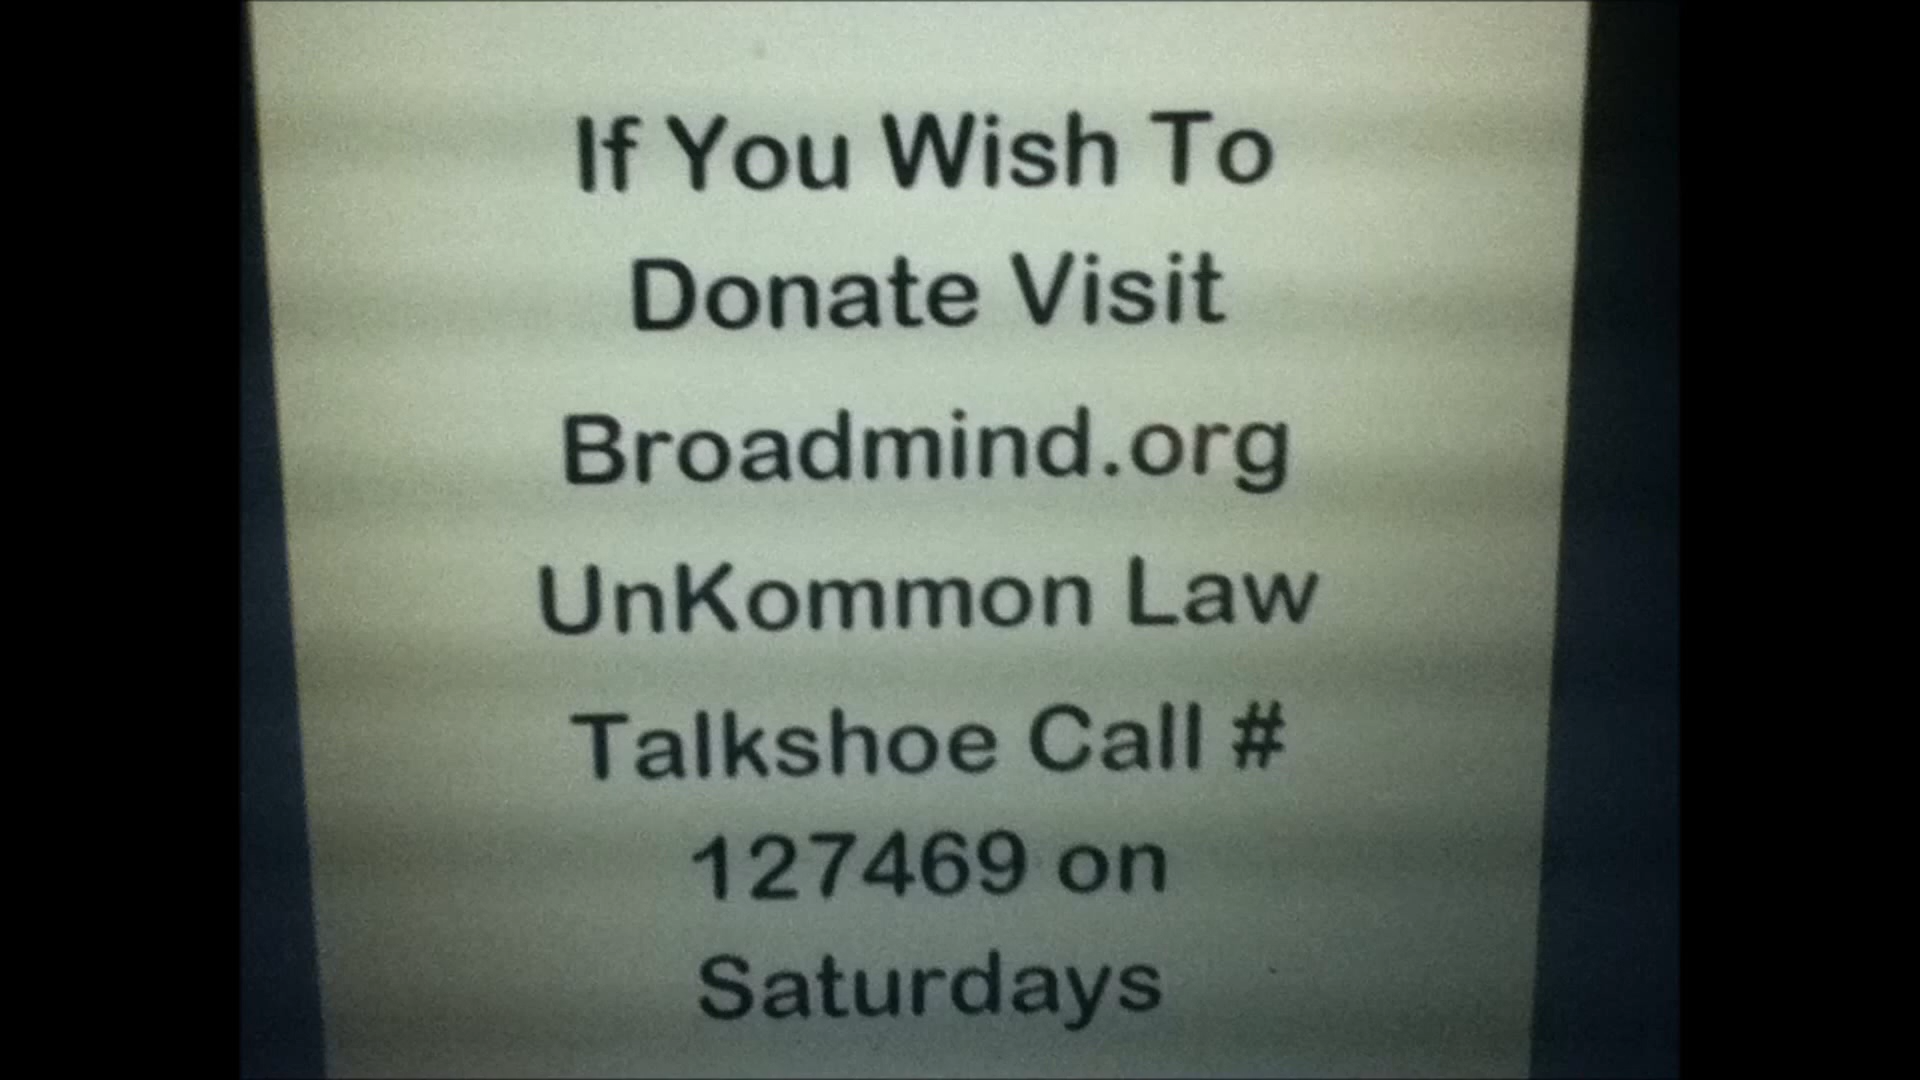 If You Wish To
Donate Visit
Broadmind.org
UnKommon Law
Talkshoe Call #
127469 on
Saturdays